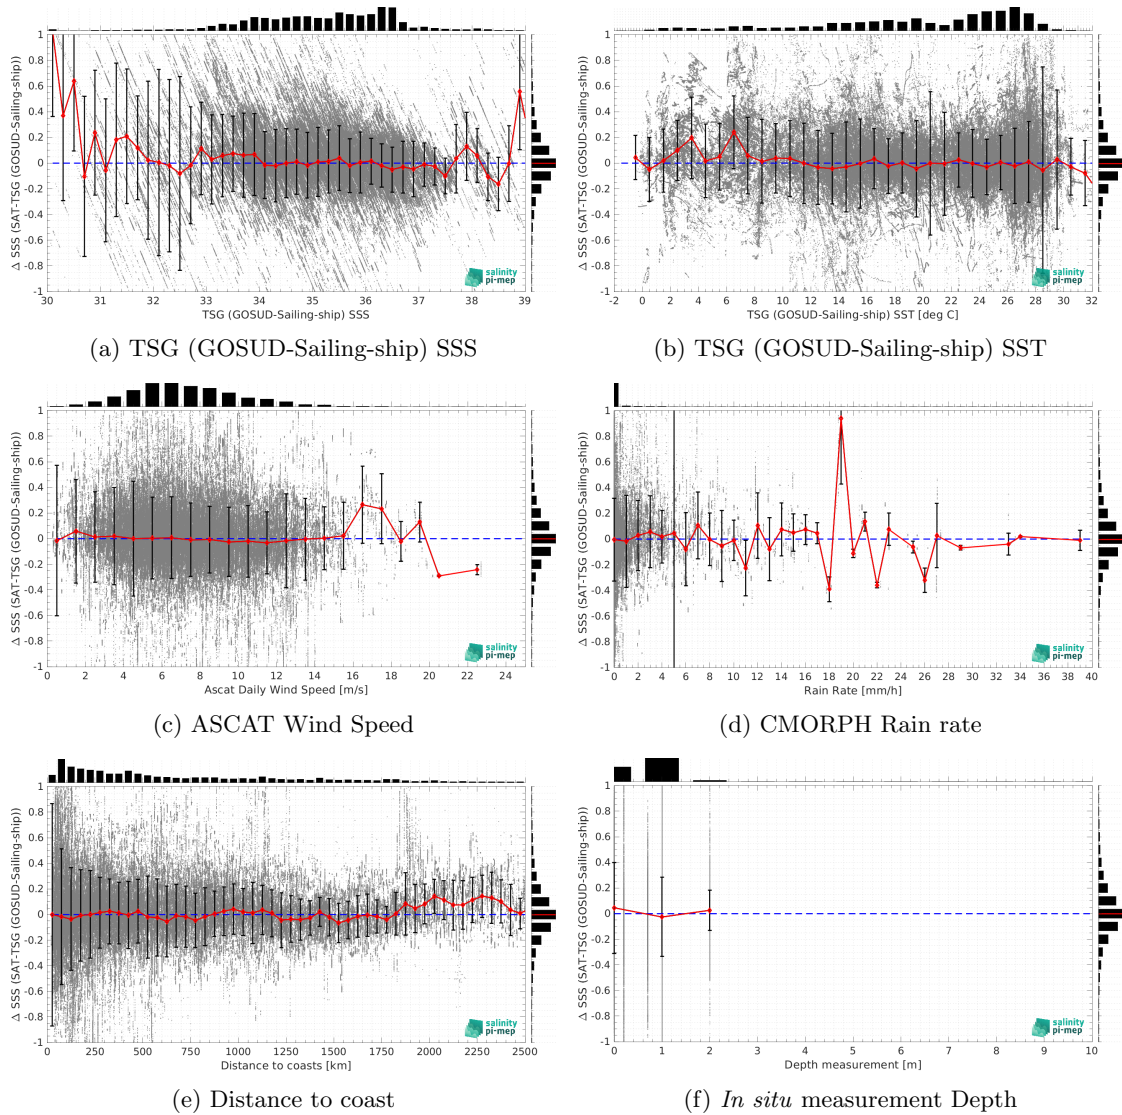 1
0.8
0.6
0.4
0.2
0
-0.2
-0.4
-0.6
-0.8
-1
Δ SSS (SAT-TSG (GOSUD-Sailing-ship))
salinity
pi-mep
30 31 32 33 34 35 36 37 38 39
TSG (GOSUD-Sailing-ship) SSS
1
0.8
0.6
0.4
0.2
0
-0.2
-0.4
-0.6
-0.8
-1
Δ SSS (SAT-TSG (GOSUD-Sailing-ship))
salinity
pi-mep
-2 0 2 4 6 8 10 12 14 16 18 20 22 24 26 28 30 32
TSG (GOSUD-Sailing-ship) SST [deg C]
(a) TSG (GOSUD-Sailing-ship) SSS
(b) TSG (GOSUD-Sailing-ship) SST
1
0.8
0.6
0.4
0.2
0
-0.2
-0.4
-0.6
-0.8
-1
Δ SSS (SAT-TSG (GOSUD-Sailing-ship))
salinity
pi-mep
0 2 4 6 8 10 12 14 16 18 20 22 24
Ascat Daily Wind Speed [m/s]
1
0.8
0.6
0.4
0.2
0
-0.2
-0.4
-0.6
-0.8
-1
Δ SSS (SAT-TSG (GOSUD-Sailing-ship))
salinity
pi-mep
0 2 4 6 8 10 12 14 16 18 20 22 24 26 28 30 32 34 36 38 40
Rain Rate [mm/h]
(c) ASCAT Wind Speed
(d) CMORPH Rain rate
1
0.8
0.6
0.4
0.2
0
-0.2
-0.4
-0.6
-0.8
-1
Δ SSS (SAT-TSG (GOSUD-Sailing-ship))
salinity
pi-mep
0 250 500 750 1000 1250 1500 1750 2000 2250 2500
Distance to coasts [km]
1
0.8
0.6
0.4
0.2
0
-0.2
-0.4
-0.6
-0.8
-1
Δ SSS (SAT-TSG (GOSUD-Sailing-ship))
salinity
pi-mep
0 1 2 3 4 5 6 7 8 9 10
Depth measurement [m]
(e) Distance to coast
(f) In situ measurement Depth